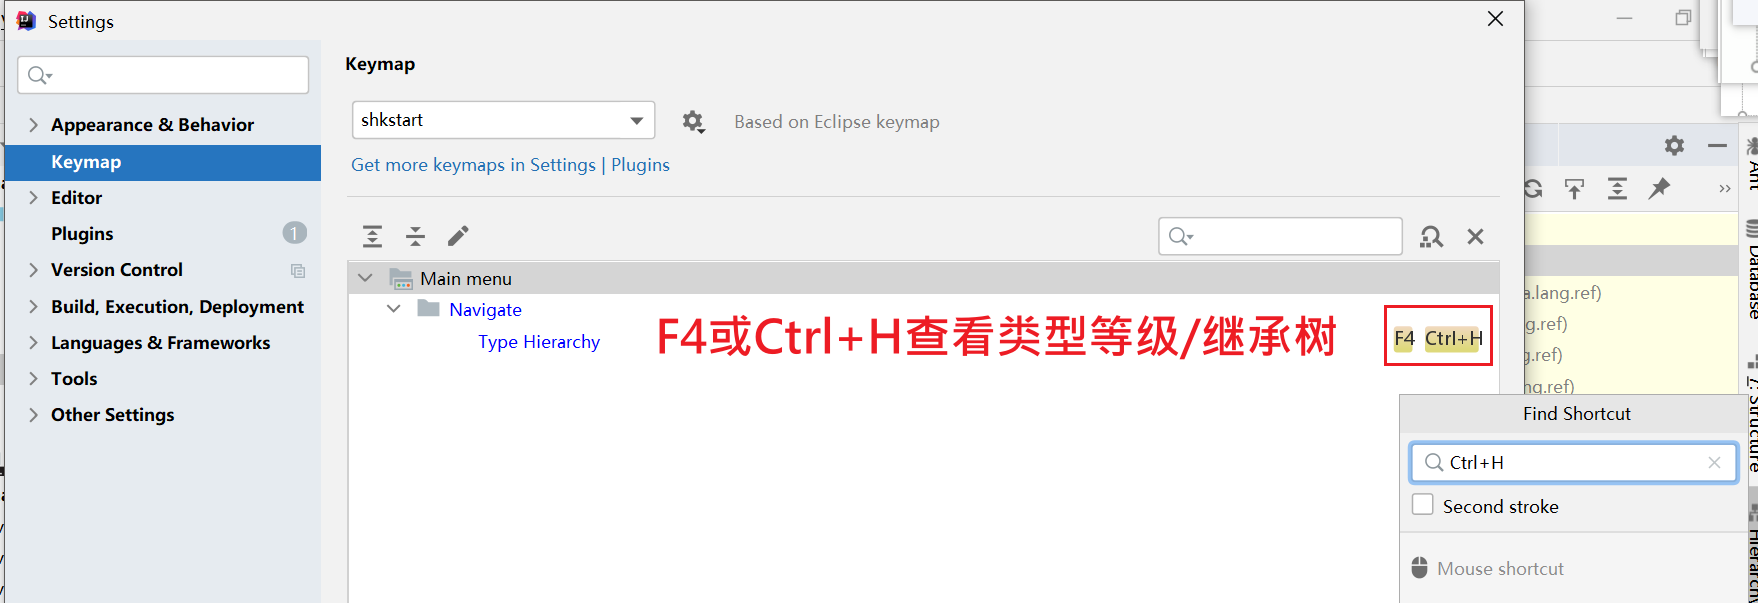 Settings
Keymap
shkstart
Based on Eclipse keymap
Get more keymaps in Settings | Plugins
Appearance & Behavior
Keymap
Editor
Plugins
1
Version Control
Build, Execution, Deployment
Languages & Frameworks
Tools
Other Settings
Main menu
Navigate
Type Hierarchy
F4或Ctrl+H查看类型等级/继承树
F4 Ctrl+H
a.lang.ref)
g.ref)
g.ref)
ng.ref)
Find Shortcut
Ctrl+H
Second stroke
Mouse shortcut
Ant
Database
7: Structure
Hierarchy